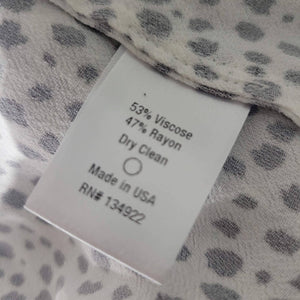 53% Viscose
47% Rayon
Dry Clean
Made in USA
RN# 134922